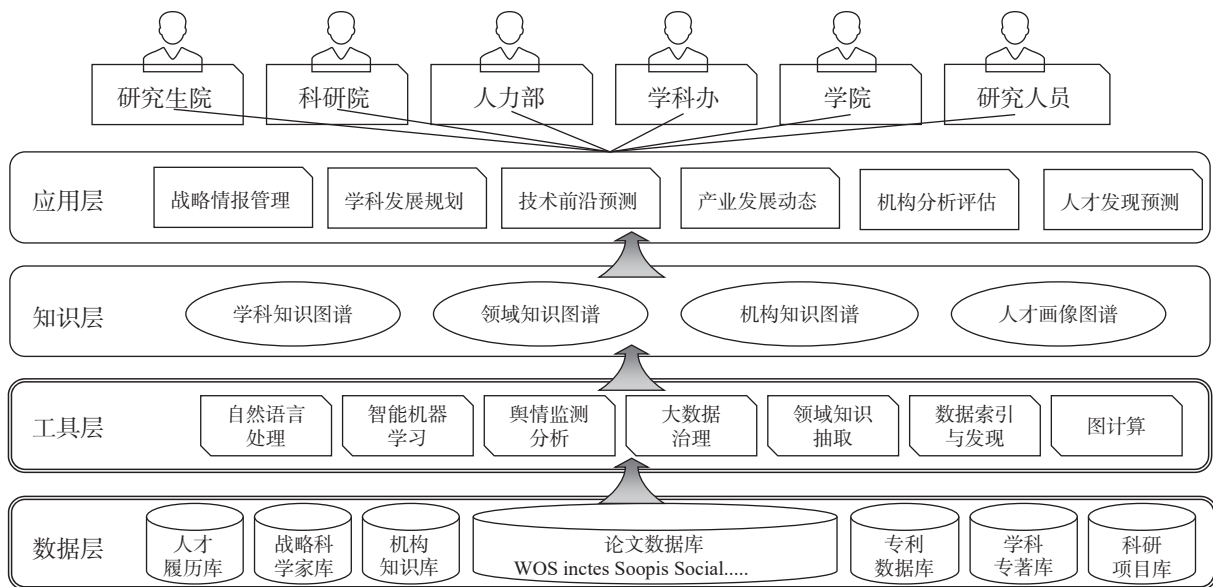 研究生院
科研院
人力部
学科办
学院
研究人员
应用层
战略情报管理
学科发展规划
技术前沿预测
产业发展动态
机构分析评估
人才发现预测
知识层
学科知识图谱
领域知识图谱
机构知识图谱
人才画像图谱
工具层
自然语言
处理
智能机器
学习
舆情监测
分析
大数据
治理
领域知识
抽取
数据索引
与发现
图计算
数据层
人才
履历库
战略科
学家库
机构
知识库
论文数据库
WOS inctes Soopis Social.....
专利
数据库
学科
专著库
科研
项目库